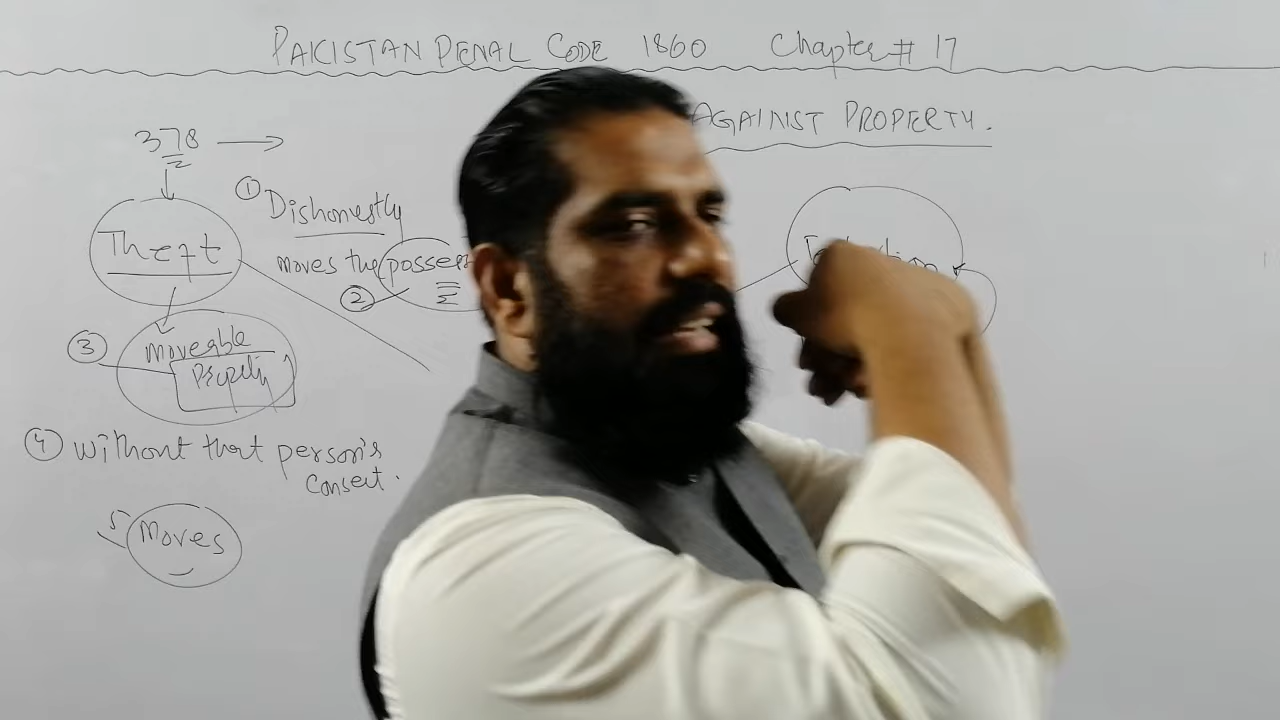 PAKISTAN PENAL CODE 1860 Chapter # 17
AGAINST PROPERTY.
378
Theft
① Dishonestly
moves the possess
②
③ moveable
Property
④ without that person's
consent.
5 Moves